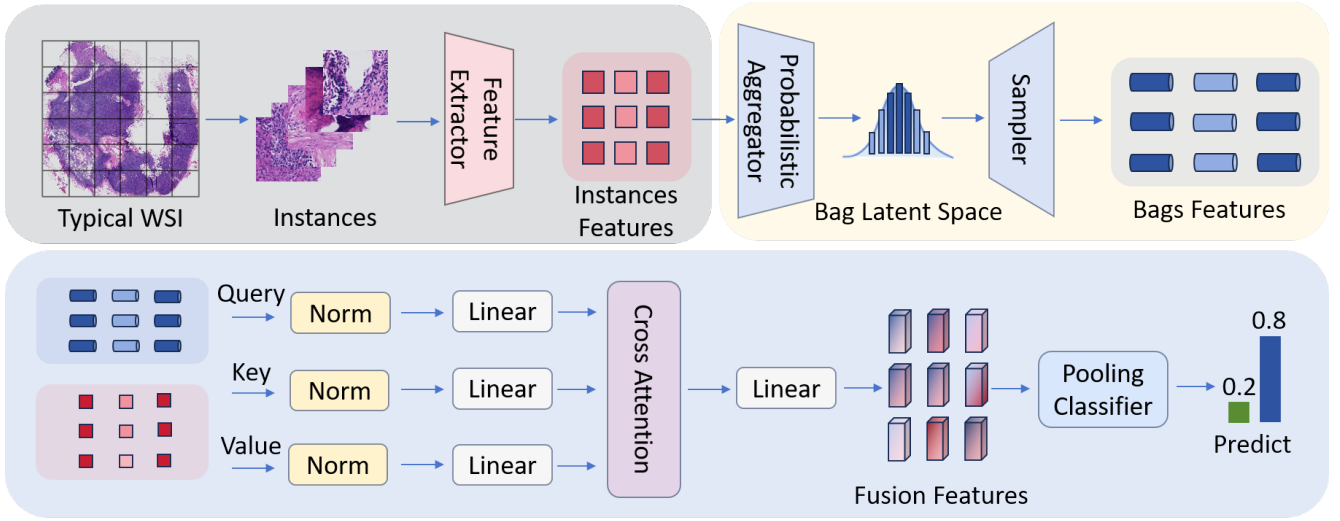 Typical WSI
Instances
Feature
Extractor
Instances
Features
Probabilistic
Aggregator
Bag Latent Space
Sampler
Bags Features
Query
Norm
Linear
Key
Norm
Linear
Value
Norm
Linear
Cross Attention
Linear
Fusion Features
Pooling
Classifier
0.2
0.8
Predict